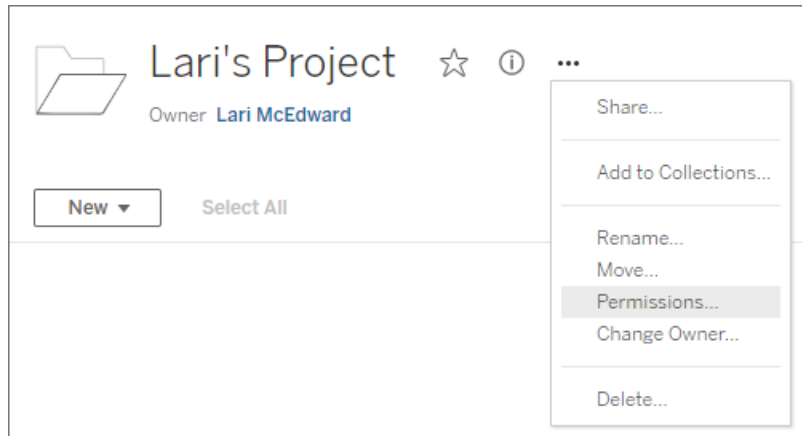 Lari's Project
Owner Lari McEdward
New
Select All
Share...
Add to Collections...
Rename...
Move...
Permissions...
Change Owner...
Delete...